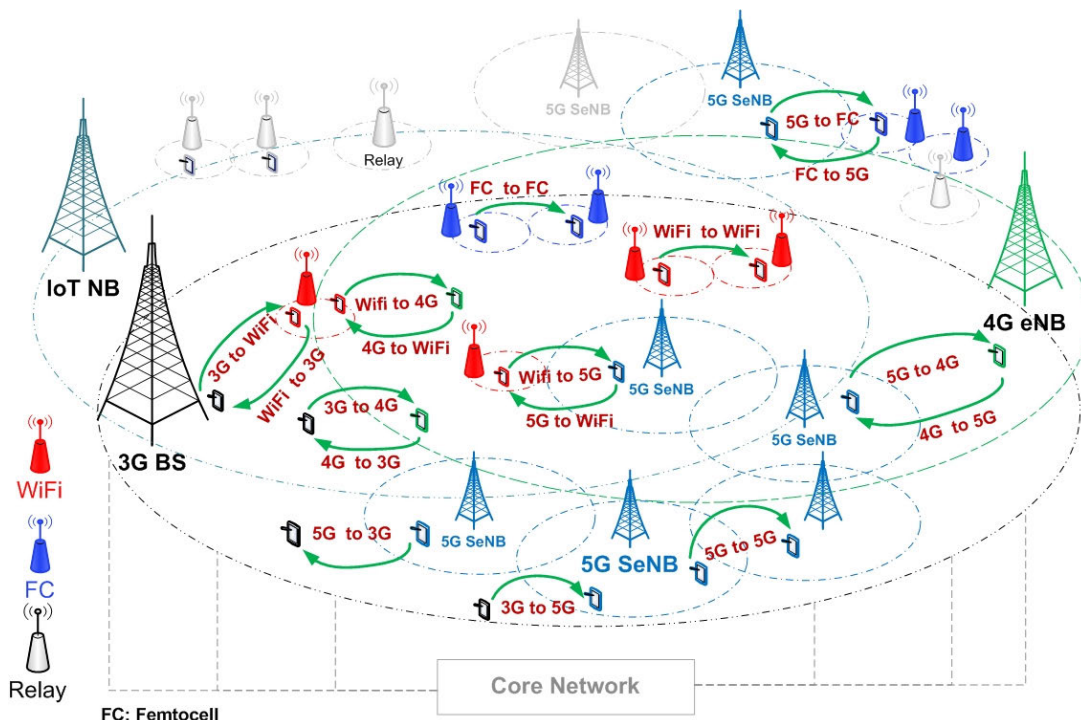 5G SeNB
5G SeNB
5G to FC
FC to 5G
Relay
FC to FC
WiFi to WiFi
IoT NB
4G eNB
3G to WiFi
WiFi to 3G
Wifi to 4G
4G to WiFi
Wifi to 5G
5G to WiFi
5G SeNB
5G to 4G
4G to 5G
5G SeNB
3G to 4G
4G to 3G
3G BS
WiFi
5G to 3G
5G SeNB
5G SeNB
5G to 5G
3G to 5G
FC
Relay
Core Network
FC: Femtocell